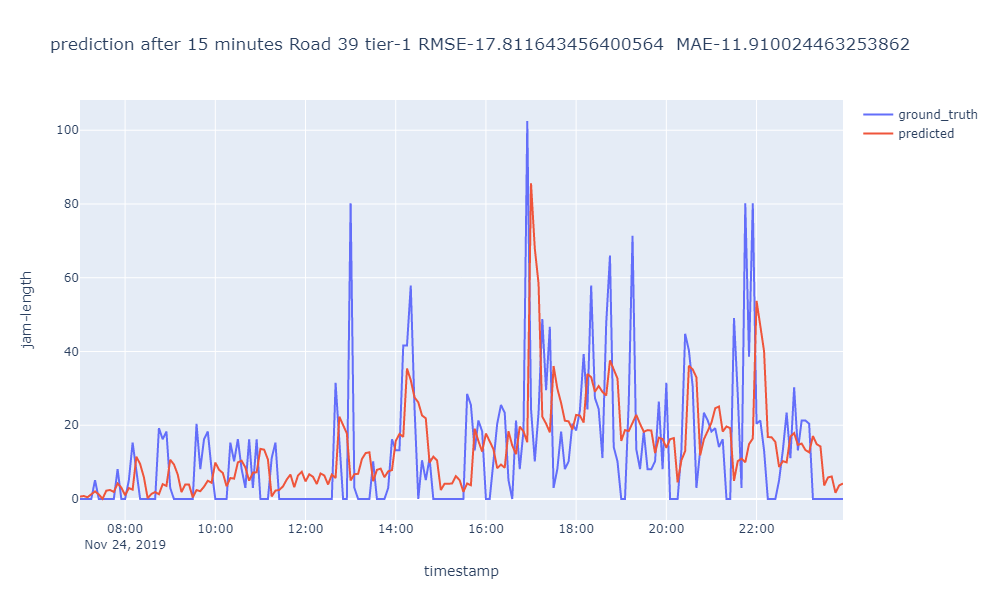 prediction after 15 minutes Road 39 tier-1 RMSE-17.811643456400564  MAE-11.910024463253862
ground_truth
predicted
jam-length
100
80
60
40
20
0
08:00 10:00 12:00 14:00 16:00 18:00 20:00 22:00
Nov 24, 2019
timestamp